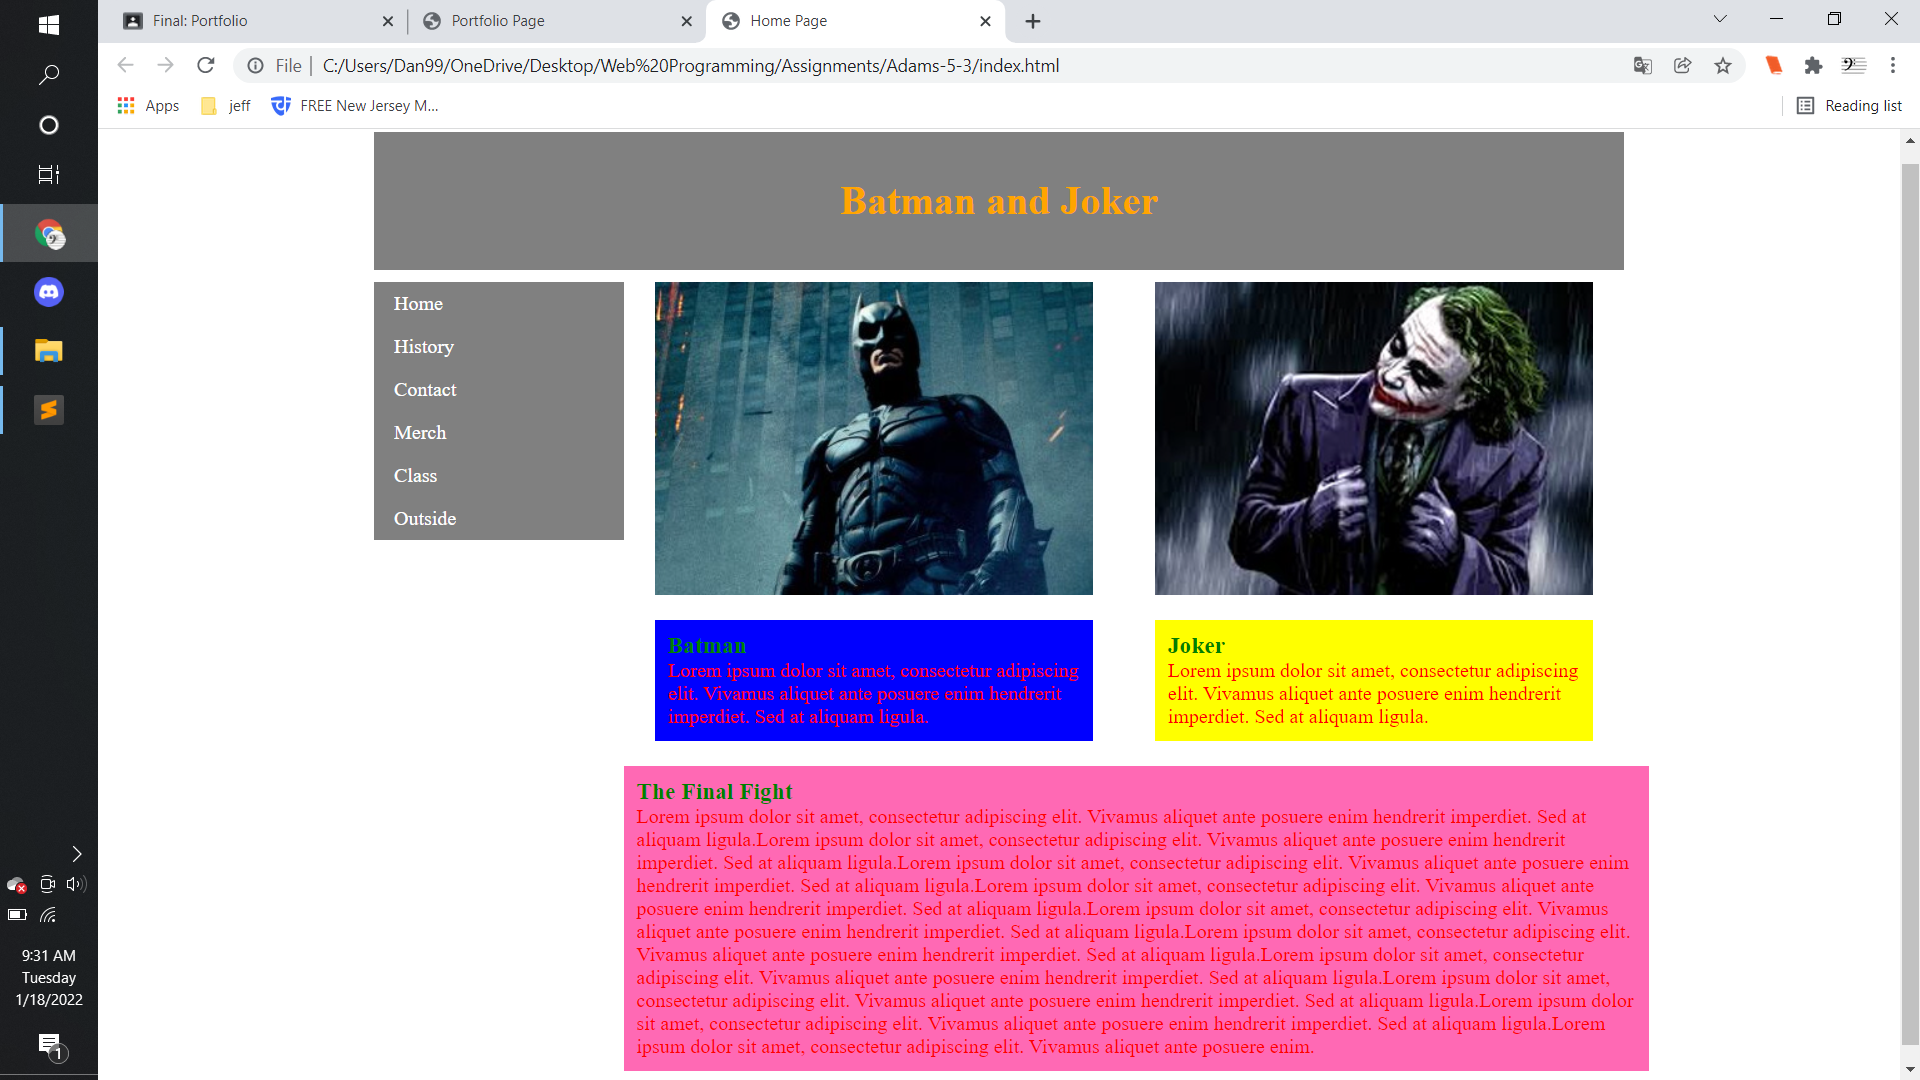 Final: Portfolio
Portfolio Page
Home Page
File
C:/Users/Dan99/OneDrive/Desktop/Web%20Programming/Assignments/Adams-5-3/index.html
Apps
jeff
FREE New Jersey M...
Reading list
Batman and Joker
Home
History
Contact
Merch
Class
Outside
Batman
Lorem ipsum dolor sit amet, consectetur adipiscing
elit. Vivamus aliquet ante posuere enim hendrerit
imperdiet. Sed at aliquam ligula.
Joker
Lorem ipsum dolor sit amet, consectetur adipiscing
elit. Vivamus aliquet ante posuere enim hendrerit
imperdiet. Sed at aliquam ligula.
The Final Fight
Lorem ipsum dolor sit amet, consectetur adipiscing elit. Vivamus aliquet ante posuere enim hendrerit imperdiet. Sed at
aliquam ligula.Lorem ipsum dolor sit amet, consectetur adipiscing elit. Vivamus aliquet ante posuere enim hendrerit
imperdiet. Sed at aliquam ligula.Lorem ipsum dolor sit amet, consectetur adipiscing elit. Vivamus aliquet ante posuere enim
hendrerit imperdiet. Sed at aliquam ligula.Lorem ipsum dolor sit amet, consectetur adipiscing elit. Vivamus aliquet ante
posuere enim hendrerit imperdiet. Sed at aliquam ligula.Lorem ipsum dolor sit amet, consectetur adipiscing elit. Vivamus
aliquet ante posuere enim hendrerit imperdiet. Sed at aliquam ligula.Lorem ipsum dolor sit amet, consectetur adipiscing elit.
Vivamus aliquet ante posuere enim hendrerit imperdiet. Sed at aliquam ligula.Lorem ipsum dolor sit amet, consectetur
adipiscing elit. Vivamus aliquet ante posuere enim hendrerit imperdiet. Sed at aliquam ligula.Lorem ipsum dolor sit amet,
consectetur adipiscing elit. Vivamus aliquet ante posuere enim hendrerit imperdiet. Sed at aliquam ligula.Lorem ipsum dolor
sit amet, consectetur adipiscing elit. Vivamus aliquet ante posuere enim hendrerit imperdiet. Sed at aliquam ligula.Lorem
ipsum dolor sit amet, consectetur adipiscing elit. Vivamus aliquet ante posuere enim.
9:31 AM
Tuesday
1/18/2022
1